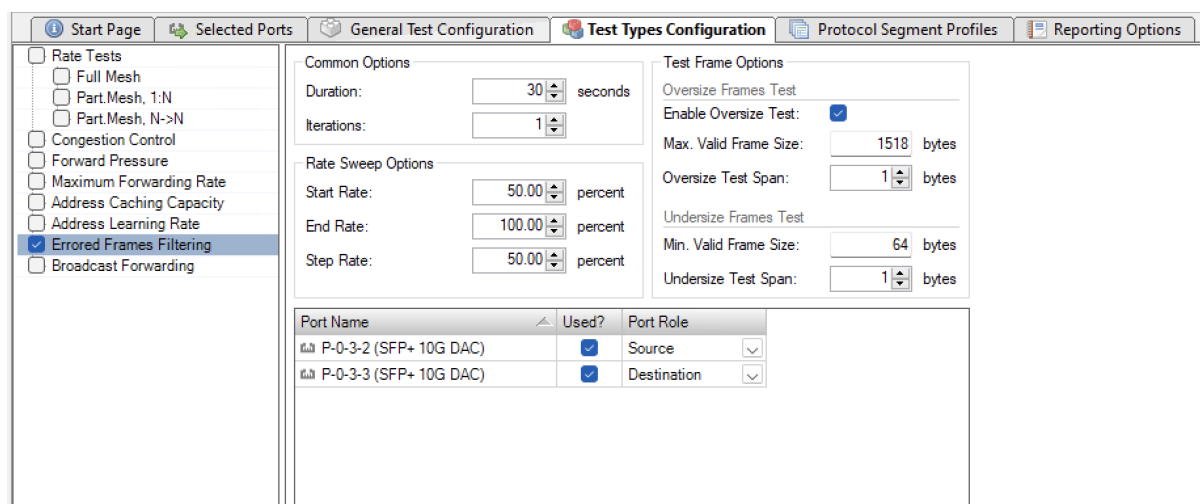 Start Page Selected Ports General Test Configuration Test Types Configuration Protocol Segment Profiles Reporting Options
Rate Tests
Full Mesh
Part.Mesh, 1:N
Part.Mesh, N->N
Congestion Control
Forward Pressure
Maximum Forwarding Rate
Address Caching Capacity
Address Learning Rate
Errored Frames Filtering
Broadcast Forwarding
Common Options
Duration: 30 seconds
Iterations: 1
Rate Sweep Options
Start Rate: 50.00 percent
End Rate: 100.00 percent
Step Rate: 50.00 percent
Test Frame Options
Oversize Frames Test
Enable Oversize Test:
Max. Valid Frame Size: 1518 bytes
Oversize Test Span: 1 bytes
Undersize Frames Test
Min. Valid Frame Size: 64 bytes
Undersize Test Span: 1 bytes
Port Name Used? Port Role
P-0-3-2 (SFP+ 10G DAC) Source
P-0-3-3 (SFP+ 10G DAC) Destination